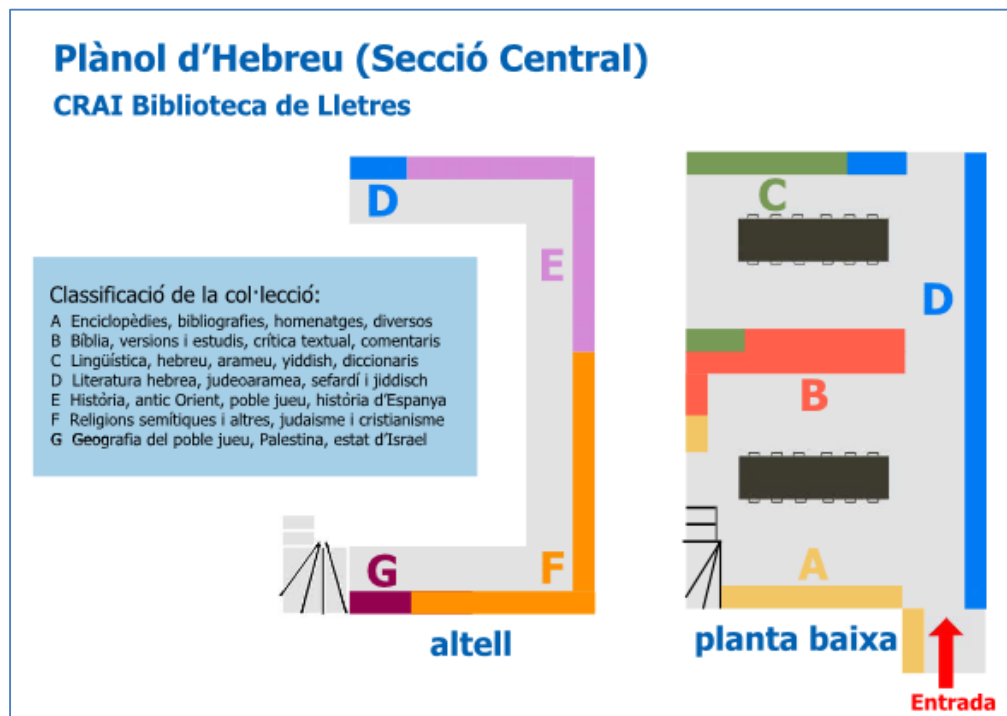 Plànol d'Hebreu (Secció Central)
CRAI Biblioteca de Lletres
D
E
Classificació de la col·lecció:
A Enciclopèdies, bibliografies, homenatges, diversos
B Bíblia, versions i estudis, crítica textual, comentaris
C Lingüística, hebreu, arameu, yiddish, diccionaris
D Literatura hebrea, judeoaramea, sefardí i jiddisch
E História, antic Orient, poble jueu, história d'Espanya
F Religions semítiques i altres, judaisme i cristianisme
G Geografia del poble jueu, Palestina, estat d'Israel
G
F
altell
C
D
B
A
planta baixa
Entrada